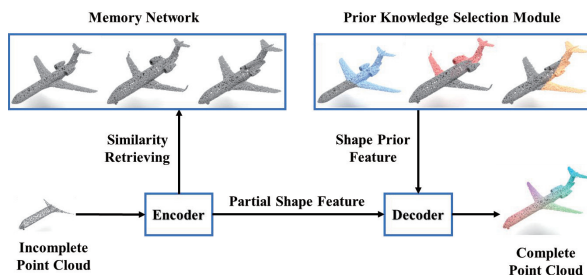 Memory Network
Prior Knowledge Selection Module
Similarity
Retrieving
Shape Prior
Feature
Encoder
Partial Shape Feature
Decoder
Incomplete
Point Cloud
Complete
Point Cloud